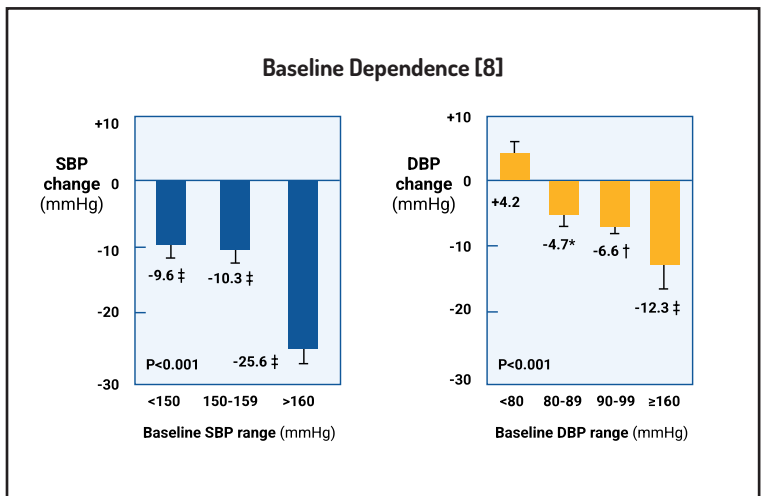 Baseline Dependence [8]
+10
SBP
change
(mmHg)
0
-10
-20
-30
-9.6 ‡
-10.3 ‡
-25.6 ‡
P<0.001
<150
150-159
>160
Baseline SBP range (mmHg)
+10
DBP
change
(mmHg)
0
-10
-20
-30
+4.2
-4.7*
-6.6 †
-12.3 ‡
P<0.001
<80
80-89
90-99
≥160
Baseline DBP range (mmHg)